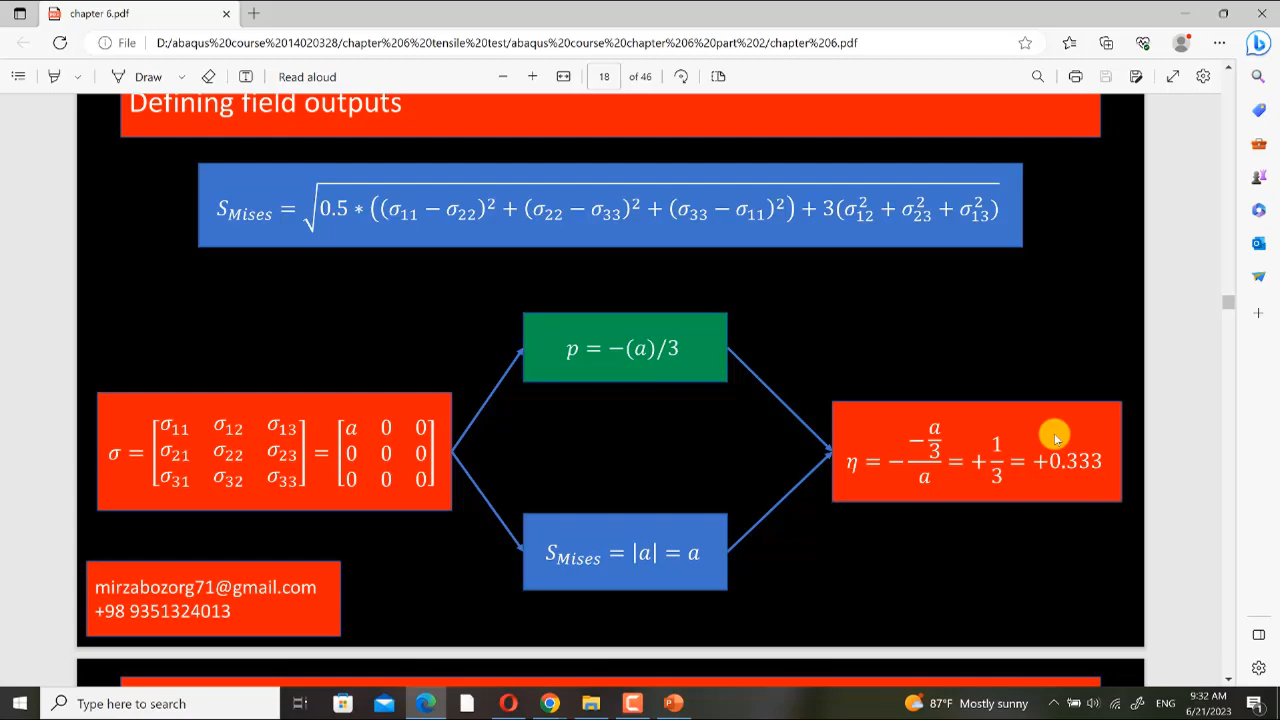 chapter 6.pdf
File
D:/abaqus%20course%2014020328/chapter%206%20tensile%20test/abaqus%20course%20chapter%206%20part%202/chapter%206.pdf
Draw
Read aloud
18 of 46
Defining field outputs
S_Mises = √(0.5 * ((σ₁₁ − σ₂₂)² + (σ₂₂ − σ₃₃)² + (σ₃₃ − σ₁₁)²) + 3(σ₁₂² + σ₂₃² + σ₁₃²))
p = −(a)/3
σ = [σ₁₁ σ₁₂ σ₁₃; σ₂₁ σ₂₂ σ₂₃; σ₃₁ σ₃₂ σ₃₃] = [a 0 0; 0 0 0; 0 0 0]
η = − (−a/3)/a = + 1/3 = +0.333
S_Mises = |a| = a
mirzabozorg71@gmail.com
+98 9351324013
Type here to search
87°F Mostly sunny
ENG
9:32 AM
6/21/2023